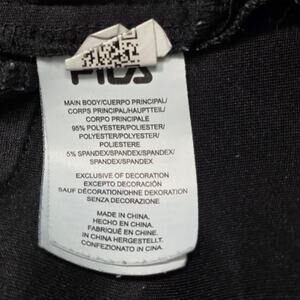 FILA
MAIN BODY/CUERPO PRINCIPAL/
CORPS PRINCIPAL/HAUPTTEIL/
CORPO PRINCIPALE
95% POLYESTER/POLIESTER/
POLYESTER/POLYESTER/
POLIESTERE
5% SPANDEX/SPANDEX/SPANDEX/
SPANDEX/SPANDEX
EXCLUSIVE OF DECORATION
EXCEPTO DECORACIÓN
SAUF DÉCORATION/OHNE DEKORATION
SENZA DECORAZIONE
MADE IN CHINA.
HECHO EN CHINA.
FABRIQUÉ EN CHINE.
IN CHINA HERGESTELLT.
CONFEZIONATO IN CINA.